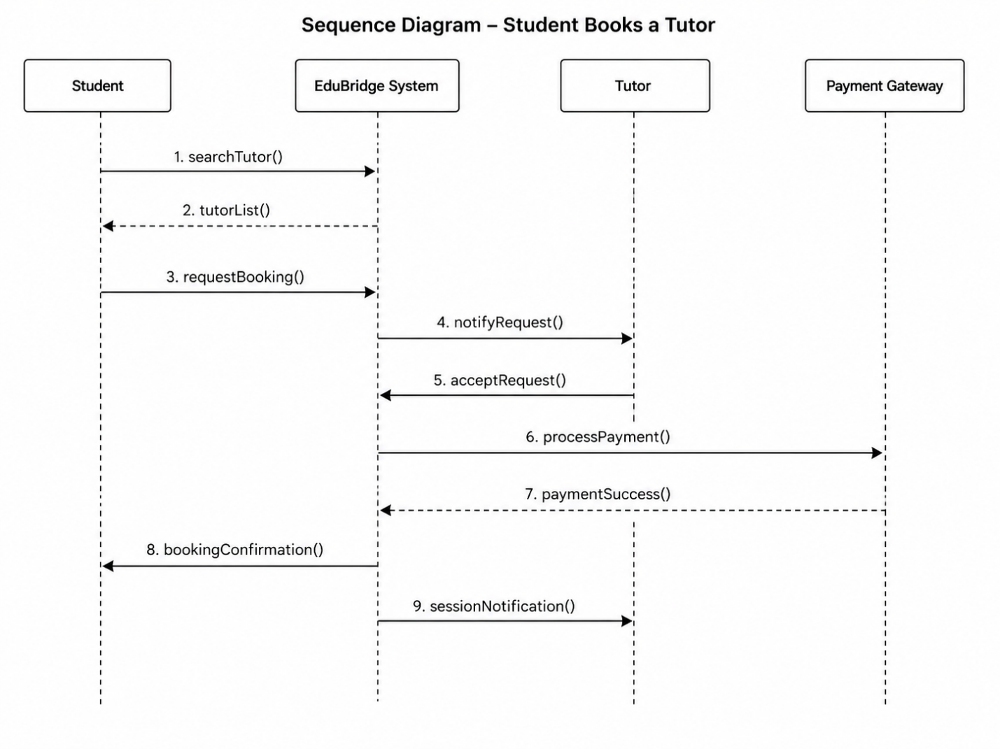 Sequence Diagram – Student Books a Tutor
Student
EduBridge System
Tutor
Payment Gateway
1. searchTutor()
2. tutorList()
3. requestBooking()
4. notifyRequest()
5. acceptRequest()
6. processPayment()
7. paymentSuccess()
8. bookingConfirmation()
9. sessionNotification()